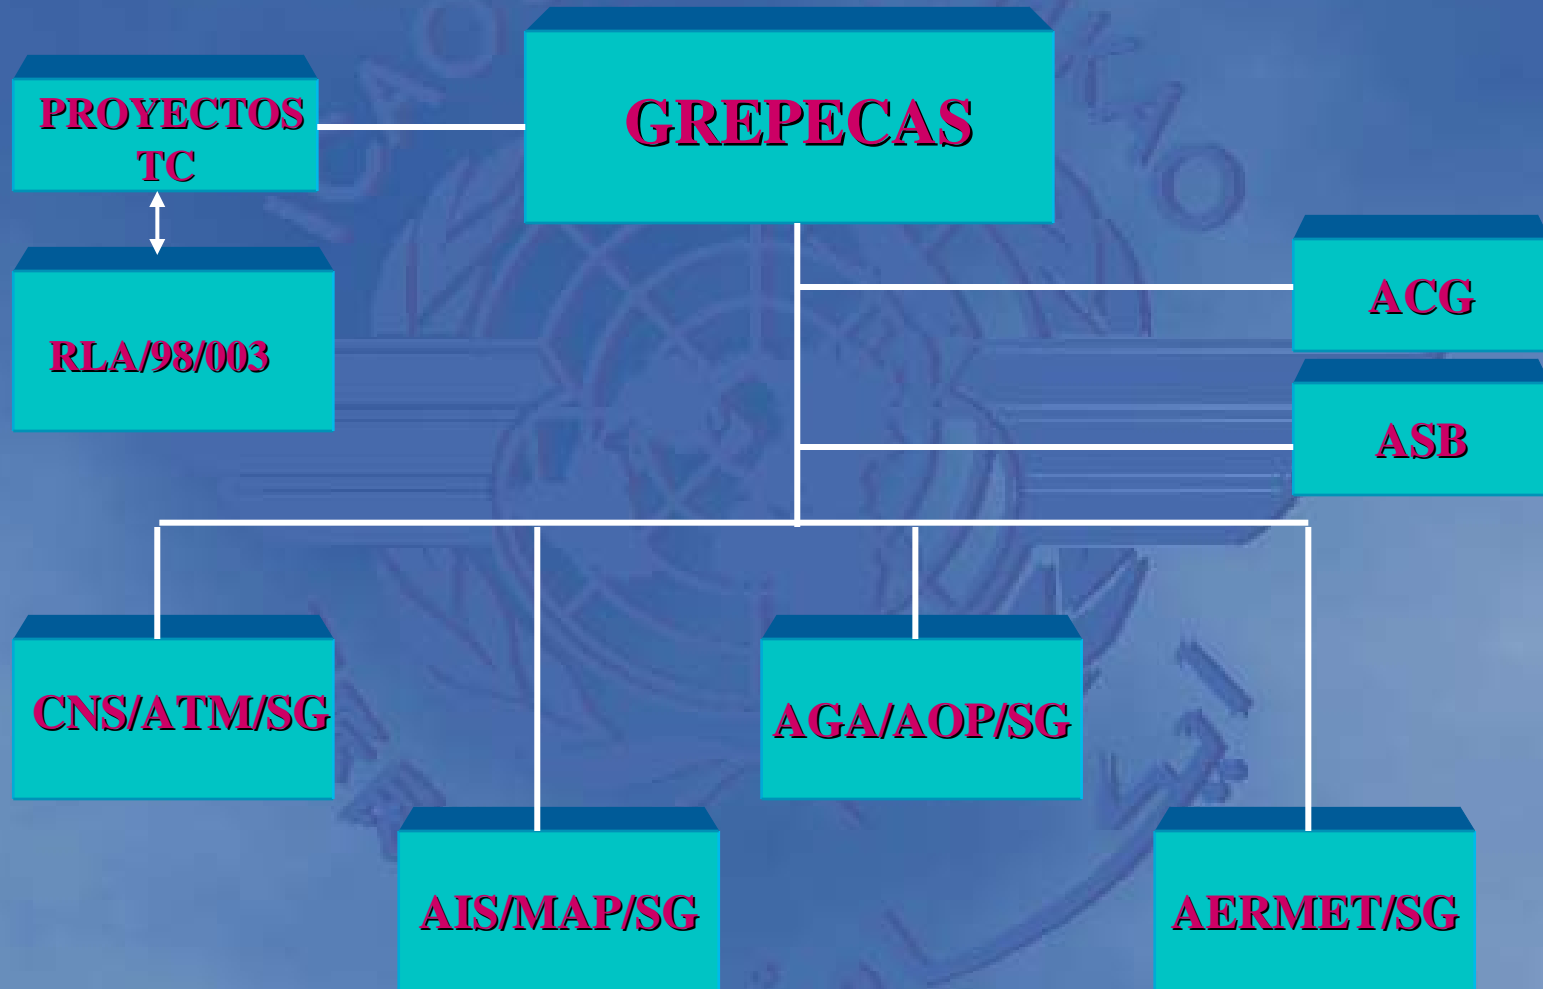 GREPECAS
PROYECTOS
TC
RLA/98/003
ACG
ASB
CNS/ATM/SG
AGA/AOP/SG
AIS/MAP/SG
AERMET/SG
ICAO